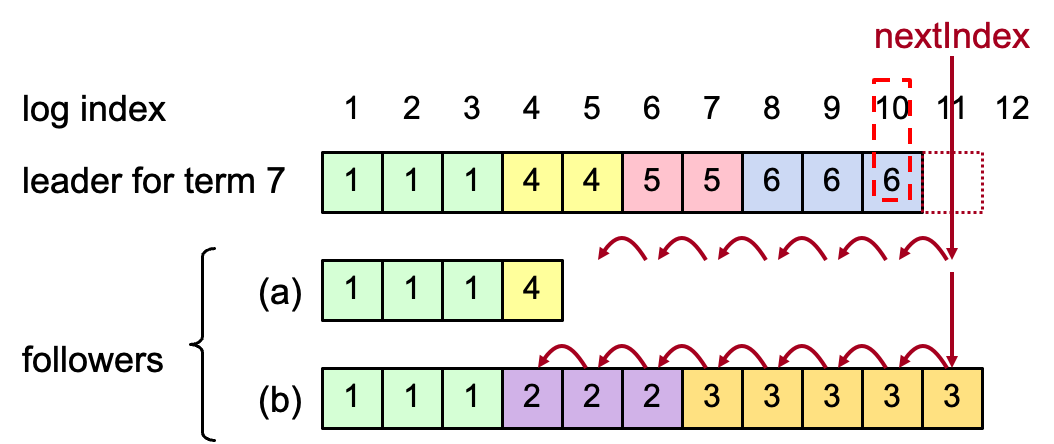 nextIndex
log index 1 2 3 4 5 6 7 8 9 10 11 12
leader for term 7 1 1 1 4 4 5 5 6 6 6
(a) 1 1 1 4
followers
(b) 1 1 1 2 2 2 3 3 3 3 3